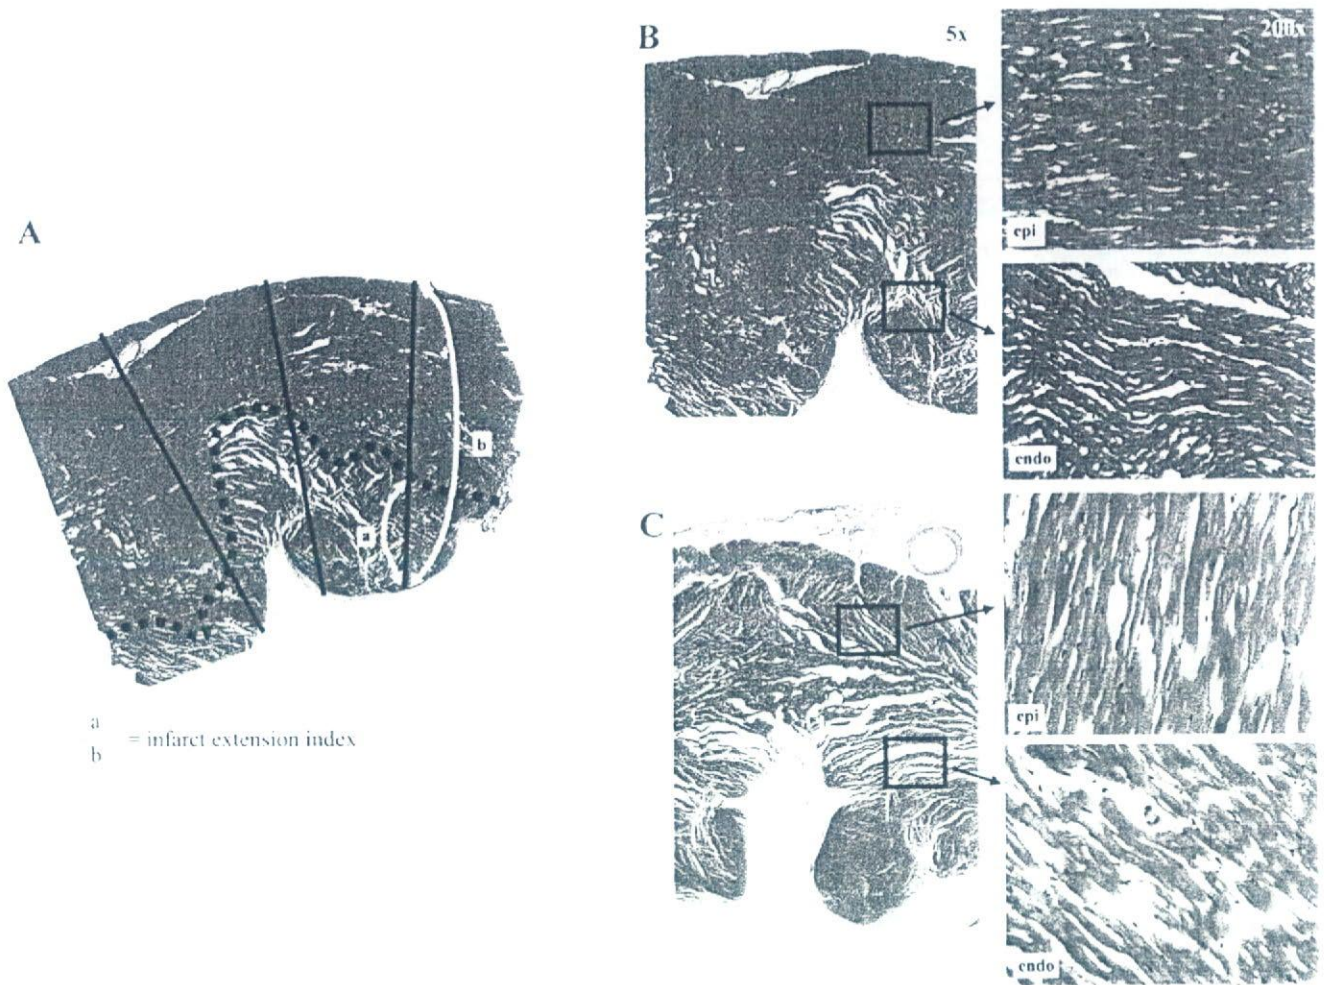 A
b
a
a
b
= infarct extension index
B
5x
200x
epi
endo
C
epi
endo